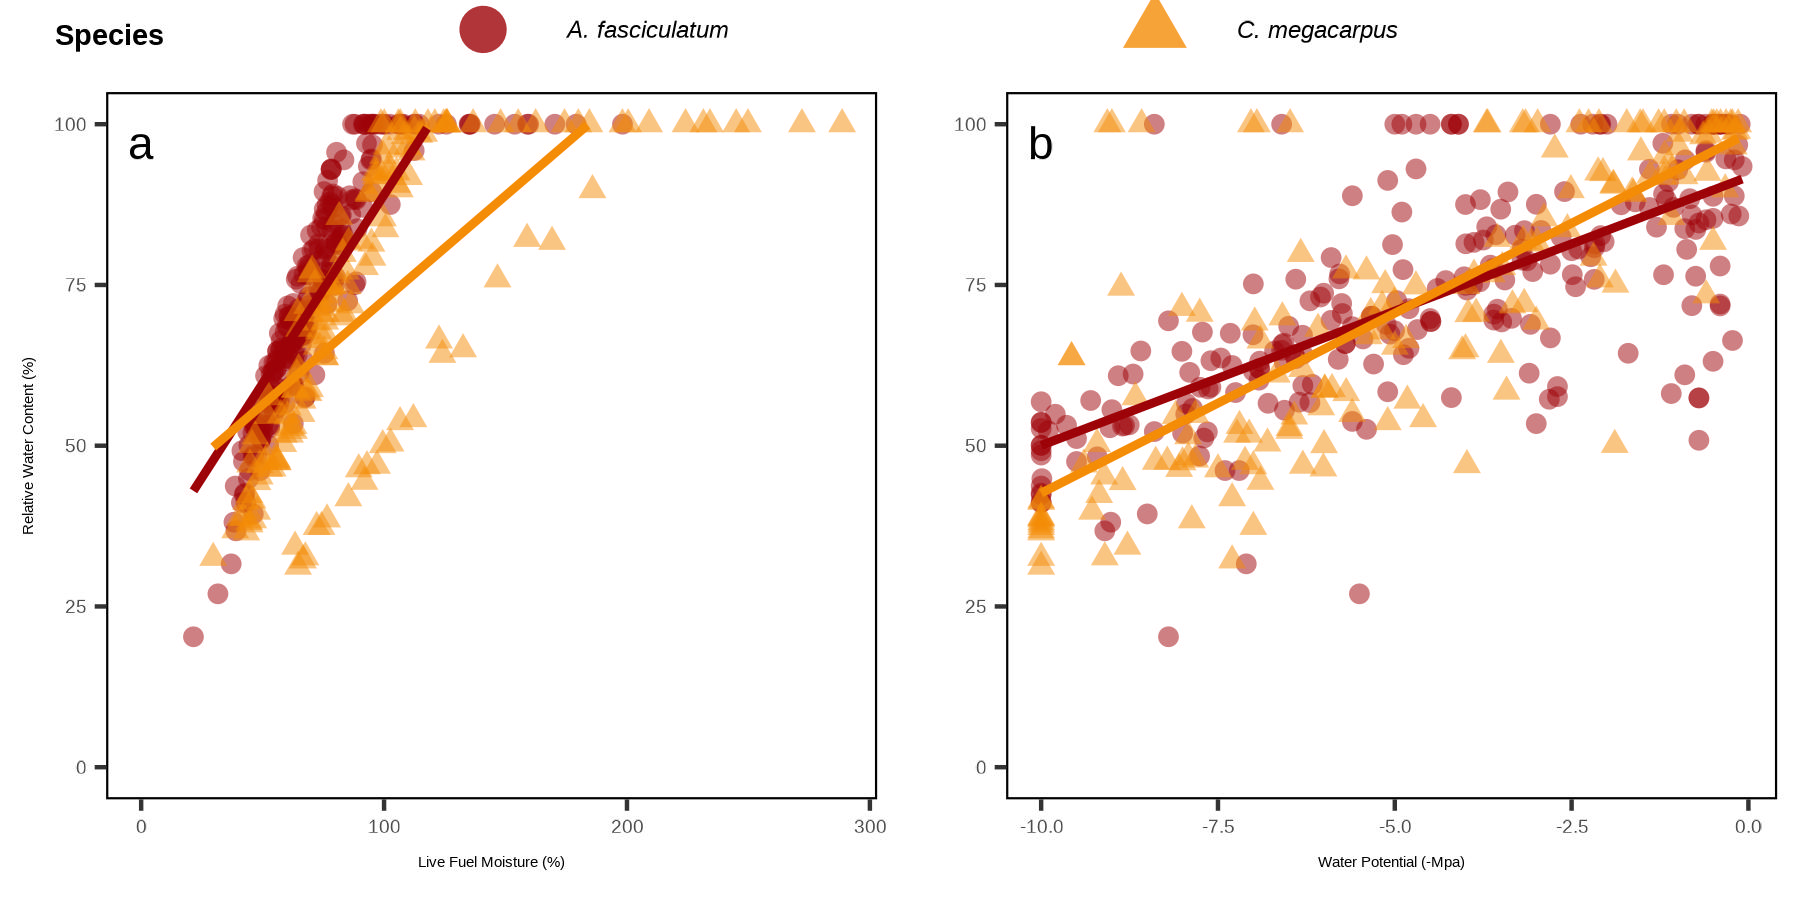 Species
A. fasciculatum
C. megacarpus
a
b
Relative Water Content (%)
100
75
50
25
0
0
100
200
300
Live Fuel Moisture (%)
100
75
50
25
0
-10.0
-7.5
-5.0
-2.5
0.0
Water Potential (-Mpa)